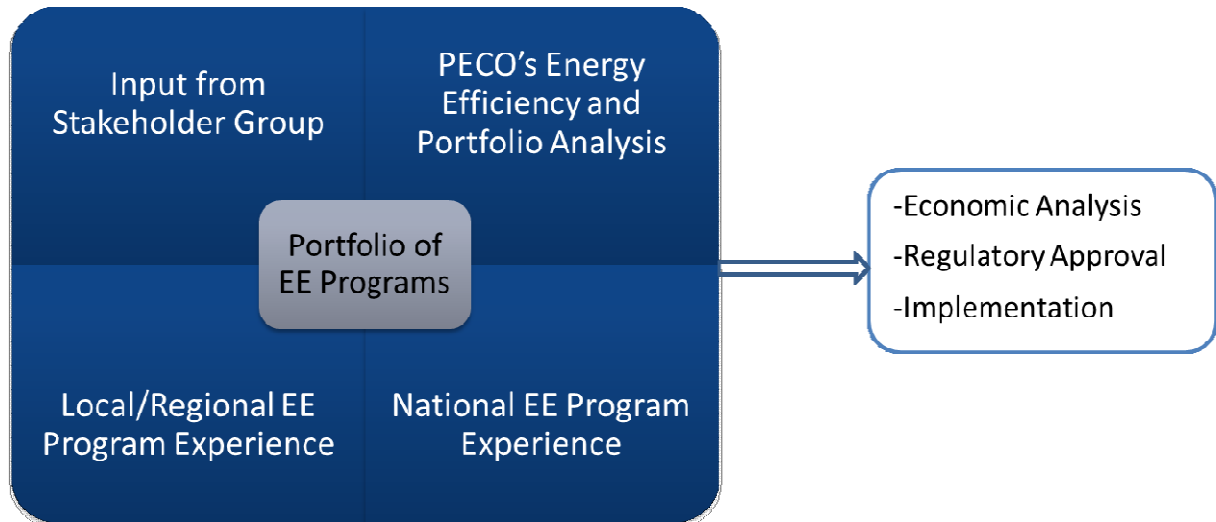 Input from
Stakeholder Group
PECO's Energy
Efficiency and
Portfolio Analysis
Portfolio of
EE Programs
Local/Regional EE
Program Experience
National EE Program
Experience
-Economic Analysis
-Regulatory Approval
-Implementation